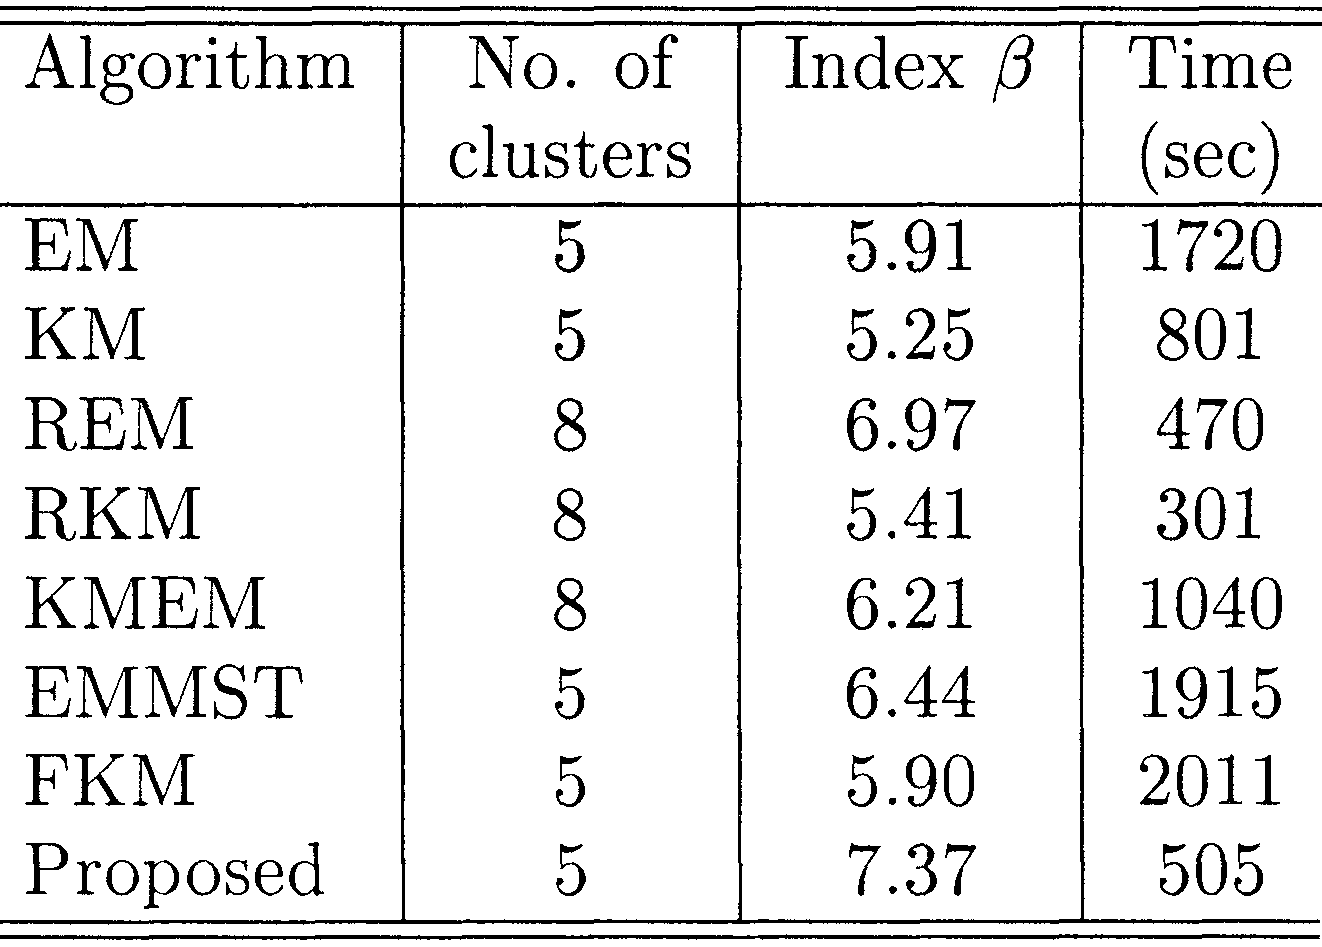 Algorithm No. of Index β Time
clusters (sec)
EM 5 5.91 1720
KM 5 5.25 801
REM 8 6.97 470
RKM 8 5.41 301
KMEM 8 6.21 1040
EMMST 5 6.44 1915
FKM 5 5.90 2011
Proposed 5 7.37 505